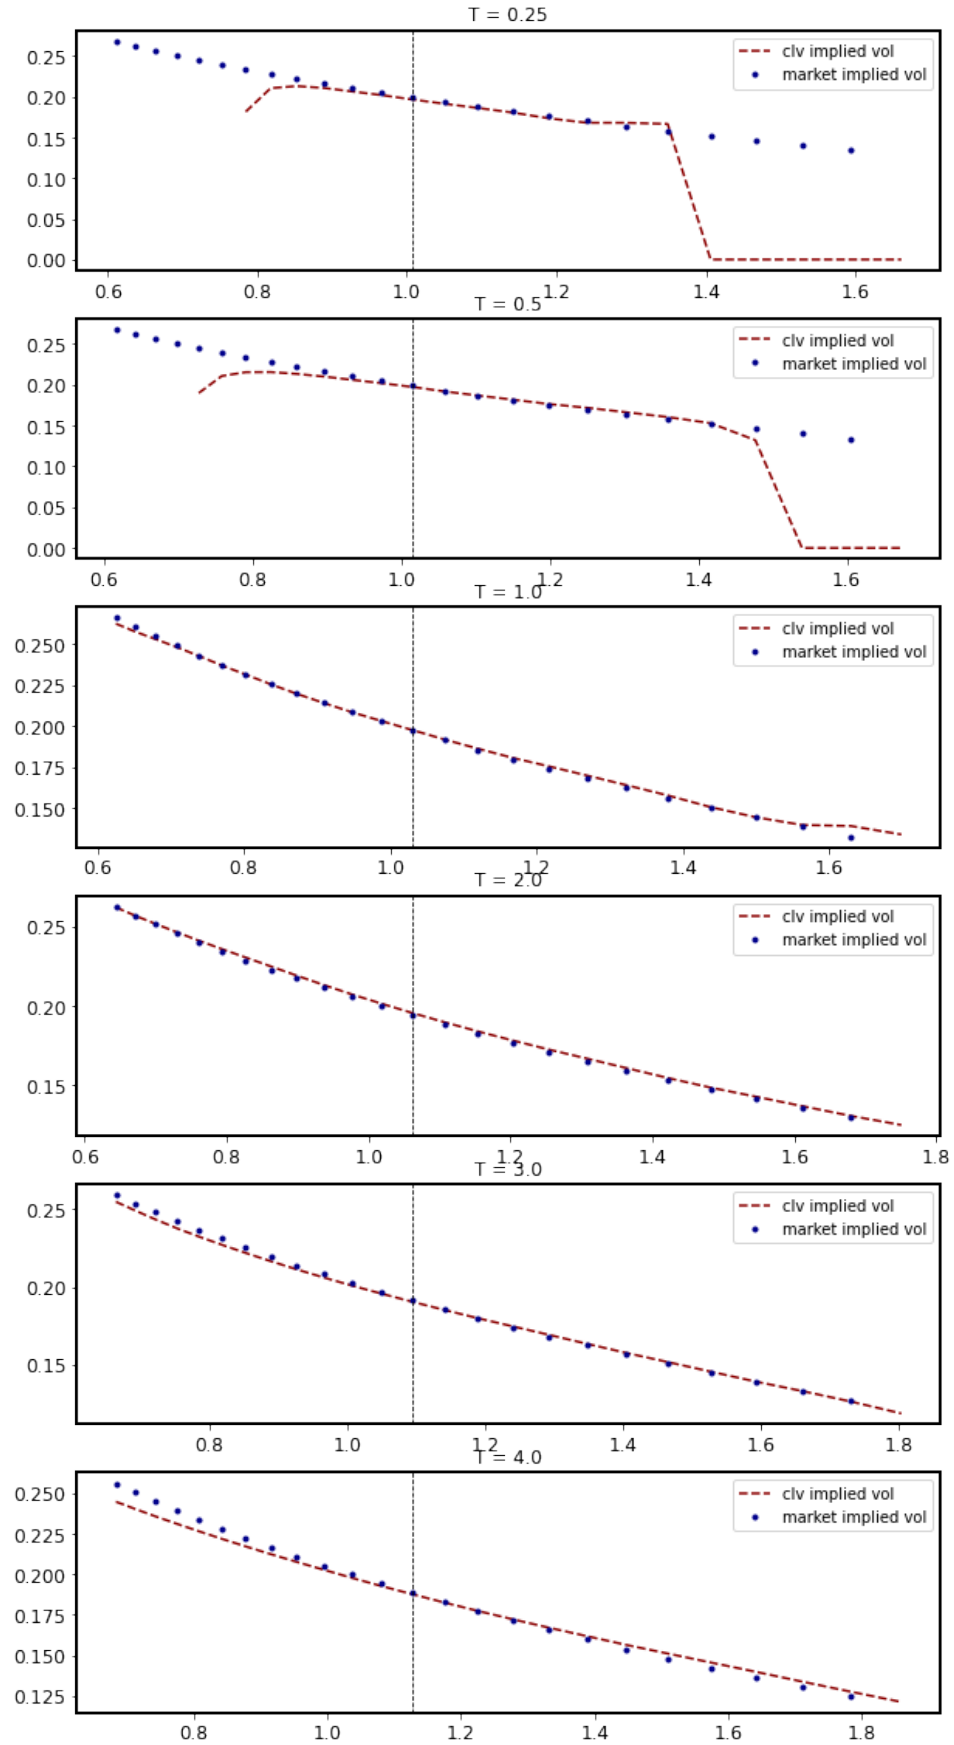 T = 0.25
clv implied vol
market implied vol
0.25
0.20
0.15
0.10
0.05
0.00
0.6 0.8 1.0 1.2 1.4 1.6
T = 0.5
clv implied vol
market implied vol
0.25
0.20
0.15
0.10
0.05
0.00
0.6 0.8 1.0 1.2 1.4 1.6
T = 1.0
clv implied vol
market implied vol
0.250
0.225
0.200
0.175
0.150
0.6 0.8 1.0 1.2 1.4 1.6
T = 2.0
clv implied vol
market implied vol
0.25
0.20
0.15
0.6 0.8 1.0 1.2 1.4 1.6 1.8
T = 3.0
clv implied vol
market implied vol
0.25
0.20
0.15
0.8 1.0 1.2 1.4 1.6 1.8
T = 4.0
clv implied vol
market implied vol
0.250
0.225
0.200
0.175
0.150
0.125
0.8 1.0 1.2 1.4 1.6 1.8